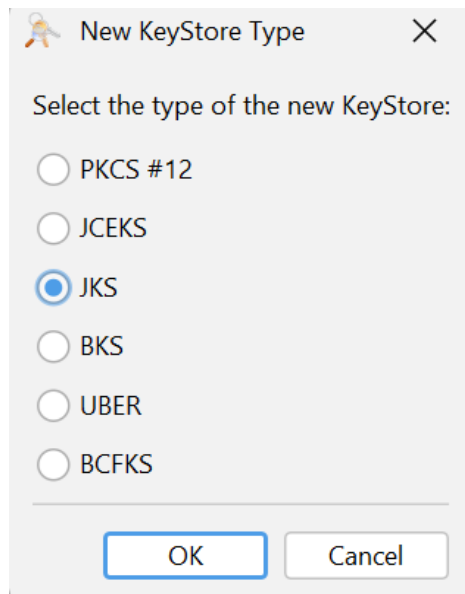 New KeyStore Type
Select the type of the new KeyStore:
PKCS #12
JCEKS
JKS
BKS
UBER
BCFKS
OK
Cancel